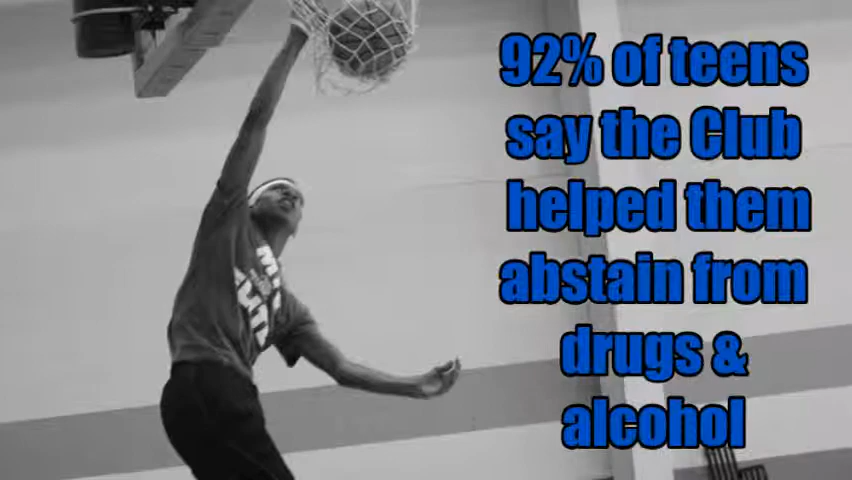 92% of teens
say the Club
helped them
abstain from
drugs &
alcohol